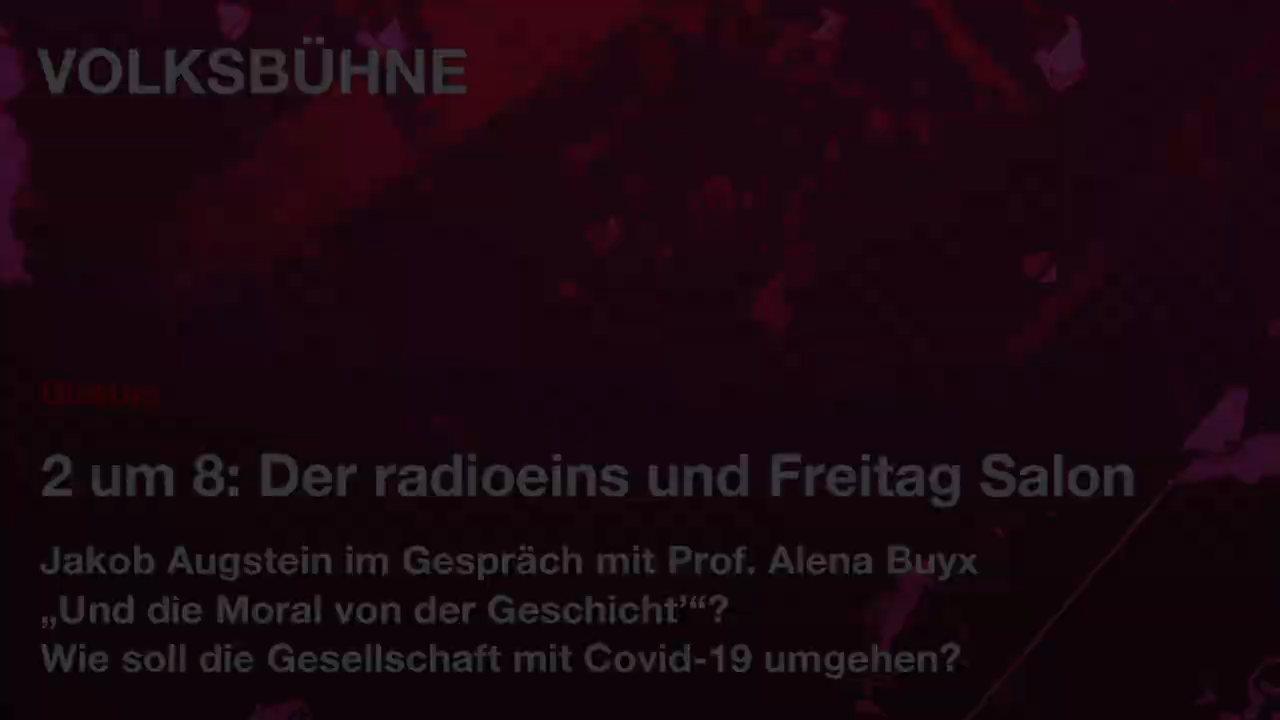 VOLKSBÜHNE
2 um 8: Der radioeins und Freitag Salon
Jakob Augstein im Gespräch mit Prof. Alena Buyx
„Und die Moral von der Geschicht’“?
Wie soll die Gesellschaft mit Covid-19 umgehen?